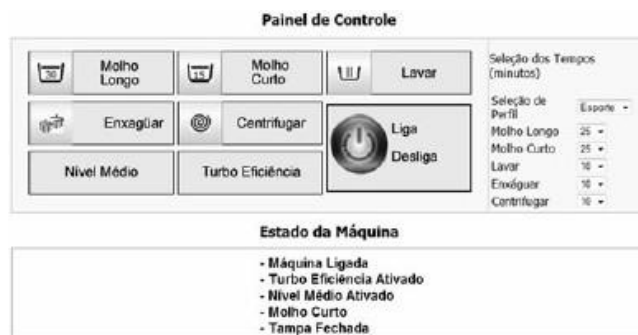 Painel de Controle
30 Molho Longo
15 Molho Curto
Lavar
Enxagüar
Centrifugar
Liga
Desliga
Nível Médio
Turbo Eficiência
Seleção dos Tempos
(minutos)
Seleção de Perfil Esporte
Molho Longo 25
Molho Curto 25
Lavar 10
Enxéguar 10
Centrifugar 10
Estado da Máquina
- Máquina Ligada
- Turbo Eficiência Ativado
- Nível Médio Ativado
- Molho Curto
- Tampa Fechada